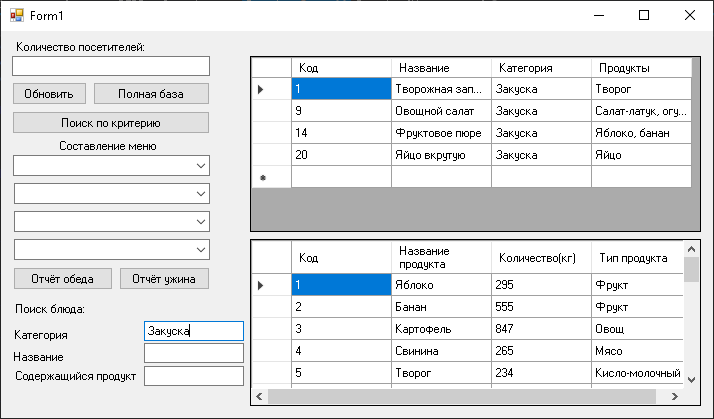 Form1
Количество посетителей:
Обновить Полная база
Поиск по критерию
Составление меню
Отчёт обеда Отчёт ужина
Поиск блюда:
Категория Закуска
Название
Содержащийся продукт
Код Название Категория Продукты
1 Творожная зап... Закуска Творог
9 Овощной салат Закуска Салат-латук, огу...
14 Фруктовое пюре Закуска Яблоко, банан
20 Яйцо вкрутую Закуска Яйцо
Код Название продукта Количество(кг) Тип продукта
1 Яблоко 295 Фрукт
2 Банан 555 Фрукт
3 Картофель 847 Овощ
4 Свинина 265 Мясо
5 Творог 234 Кисло-молочный